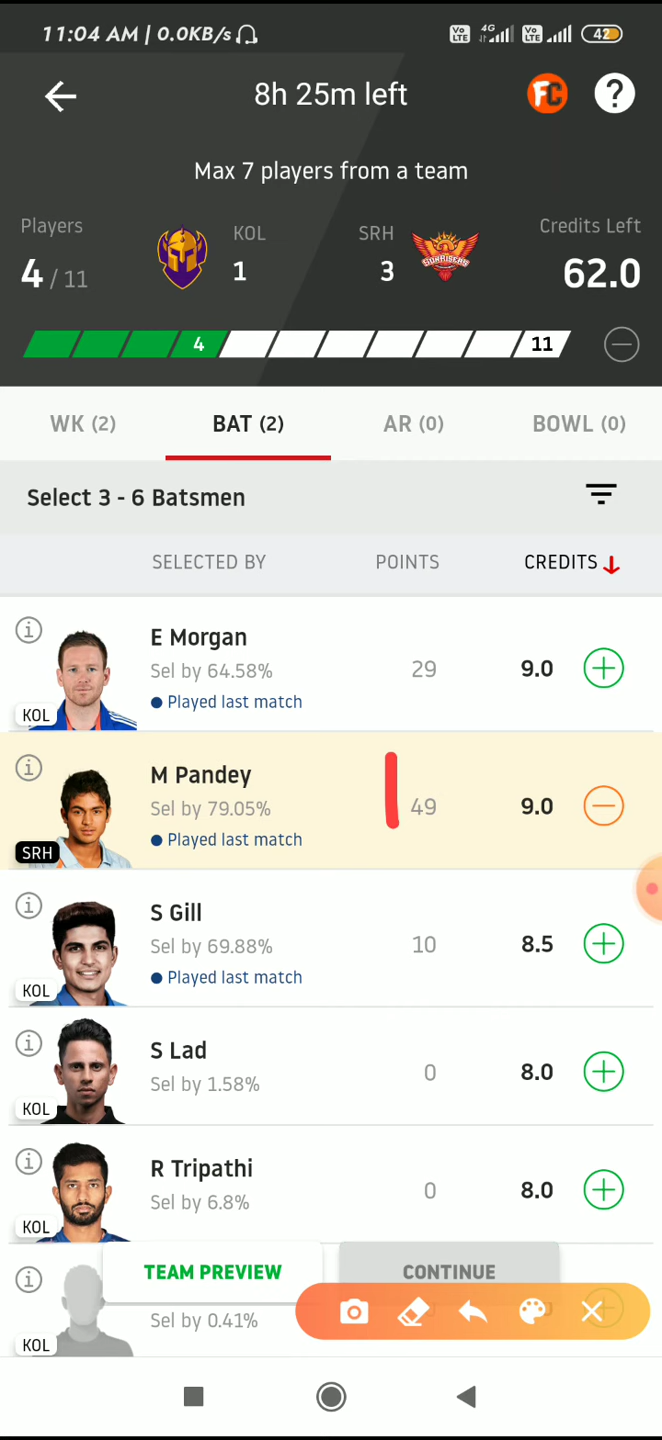 11:04 AM | 0.0KB/s Vo LTE 4G Vo LTE 42
8h 25m left FC ?
Max 7 players from a team
Players KOL SRH Credits Left
4 / 11 1 3 62.0
SUNRISERS
4 11
WK (2) BAT (2) AR (0) BOWL (0)
Select 3 - 6 Batsmen
SELECTED BY POINTS CREDITS
E Morgan
Sel by 64.58% 29 9.0
Played last match
KOL
M Pandey
Sel by 79.05% 49 9.0
Played last match
SRH
S Gill
Sel by 69.88% 10 8.5
Played last match
KOL
S Lad
Sel by 1.58% 0 8.0
KOL
R Tripathi
Sel by 6.8% 0 8.0
KOL
TEAM PREVIEW CONTINUE
Sel by 0.41%
KOL